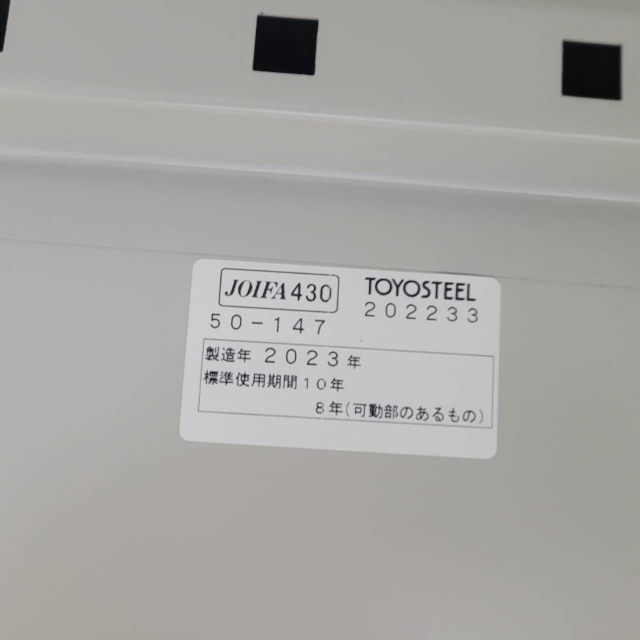 JOIFA430
TOYOSTEEL
50-147
202233
製造年 2023年
標準使用期間10年
8年(可動部のあるもの)